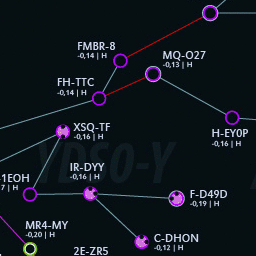 FMBR-8
-0,14 | H
MQ-O27
-0,13 | H
FH-TTC
-0,14 | H
XSQ-TF
-0,16 | H
H-EY0P
-0,16 | H
YD60-Y
IR-DYY
-0,16 | H
1EOH
7 | H
F-D49D
-0,19 | H
MR4-MY
-0,20 | H
C-DHON
-0,12 | H
2E-ZR5